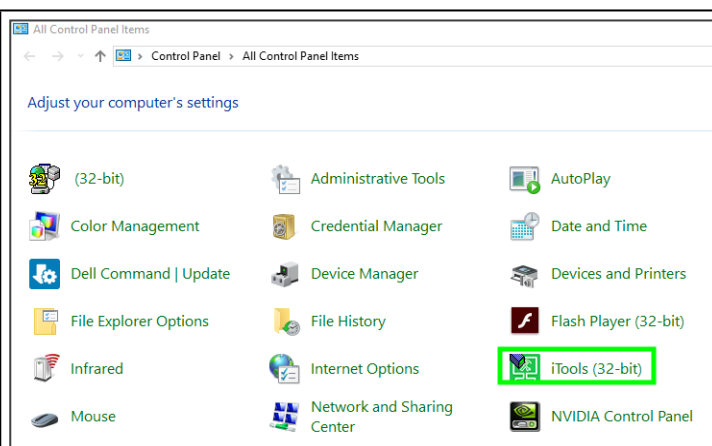 All Control Panel Items
Control Panel > All Control Panel Items
Adjust your computer's settings
(32-bit)
Administrative Tools
AutoPlay
Color Management
Credential Manager
Date and Time
Dell Command | Update
Device Manager
Devices and Printers
File Explorer Options
File History
Flash Player (32-bit)
Infrared
Internet Options
iTools (32-bit)
Mouse
Network and Sharing
Center
NVIDIA Control Panel